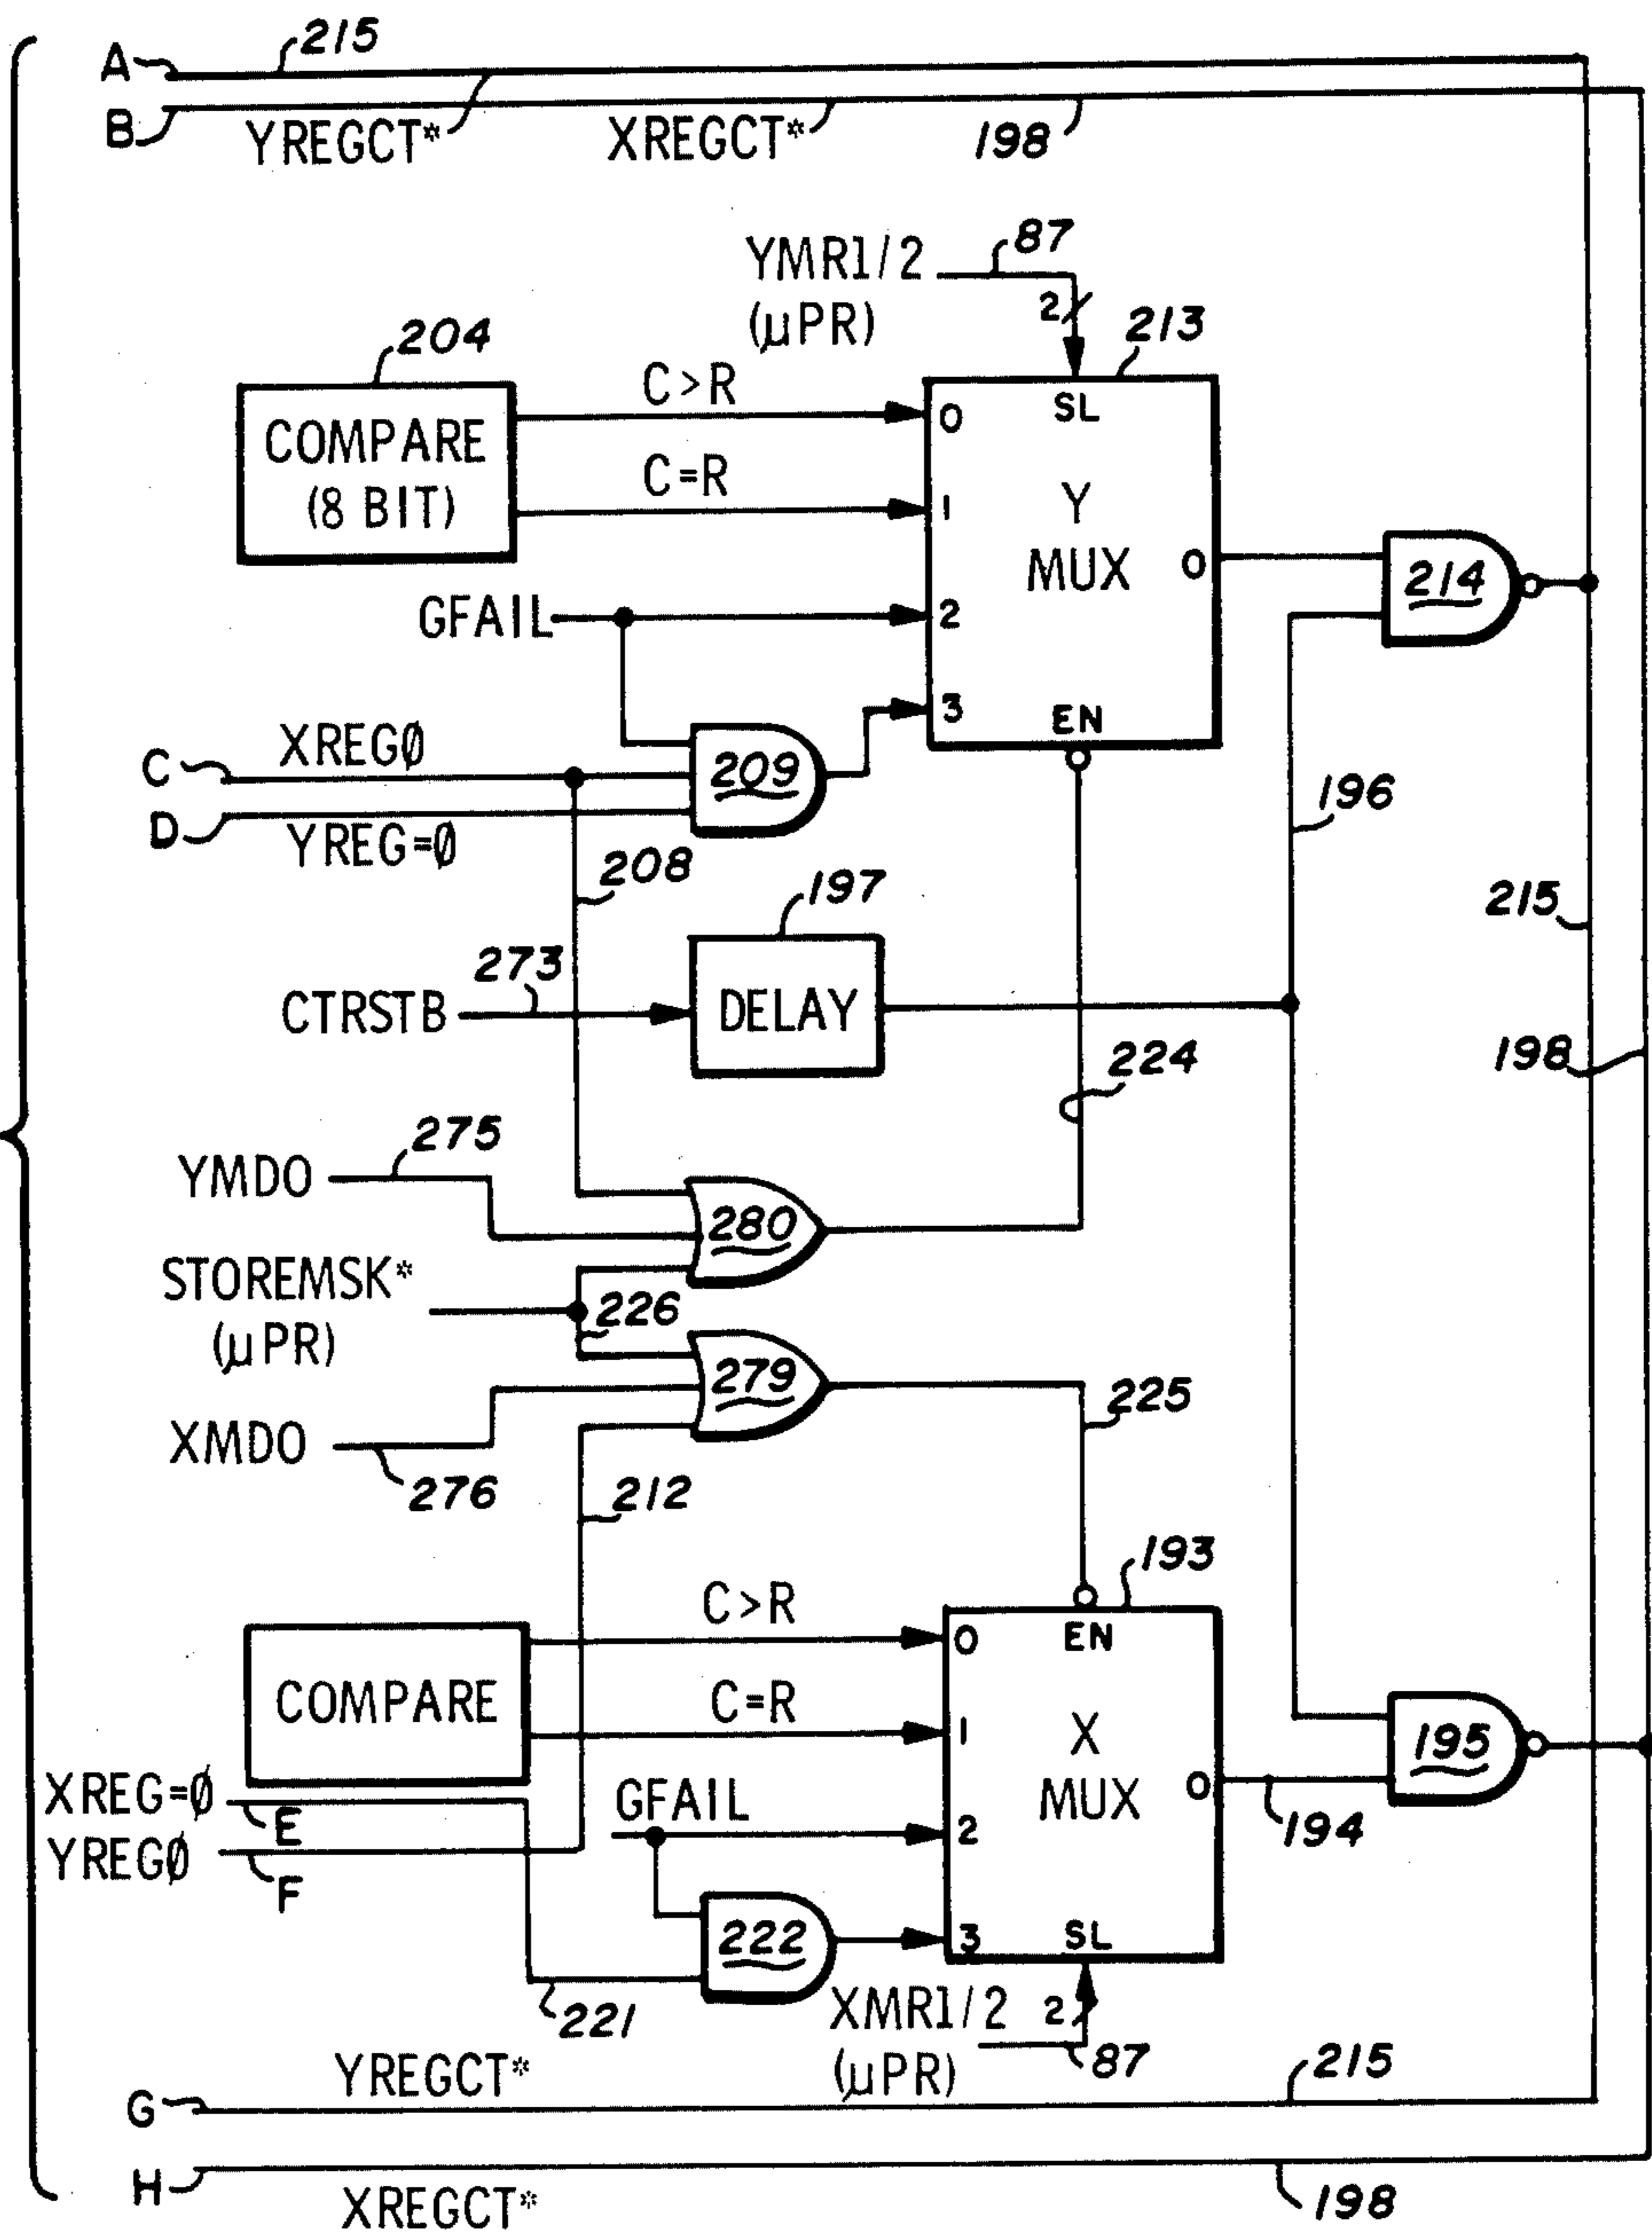 A
215
B
YREGCT*
XREGCT*
198
YMR1/2
(μPR)
87
2
213
204
COMPARE
(8 BIT)
C>R
C=R
0
SL
1
Y
MUX
0
214
GFAIL
2
3
EN
C
XREGØ
209
D
YREG=Ø
208
196
197
215
273
CTRSTB
DELAY
224
198
275
YMDO
280
STOREMSK*
(μPR)
226
279
225
XMDO
276
212
193
C>R
0
EN
COMPARE
C=R
1
X
MUX
195
XREG=Ø
E
GFAIL
0
YREGØ
F
2
194
222
3
SL
221
XMR1/2
(μPR)
2
87
YREGCT*
215
G
H
XREGCT*
198